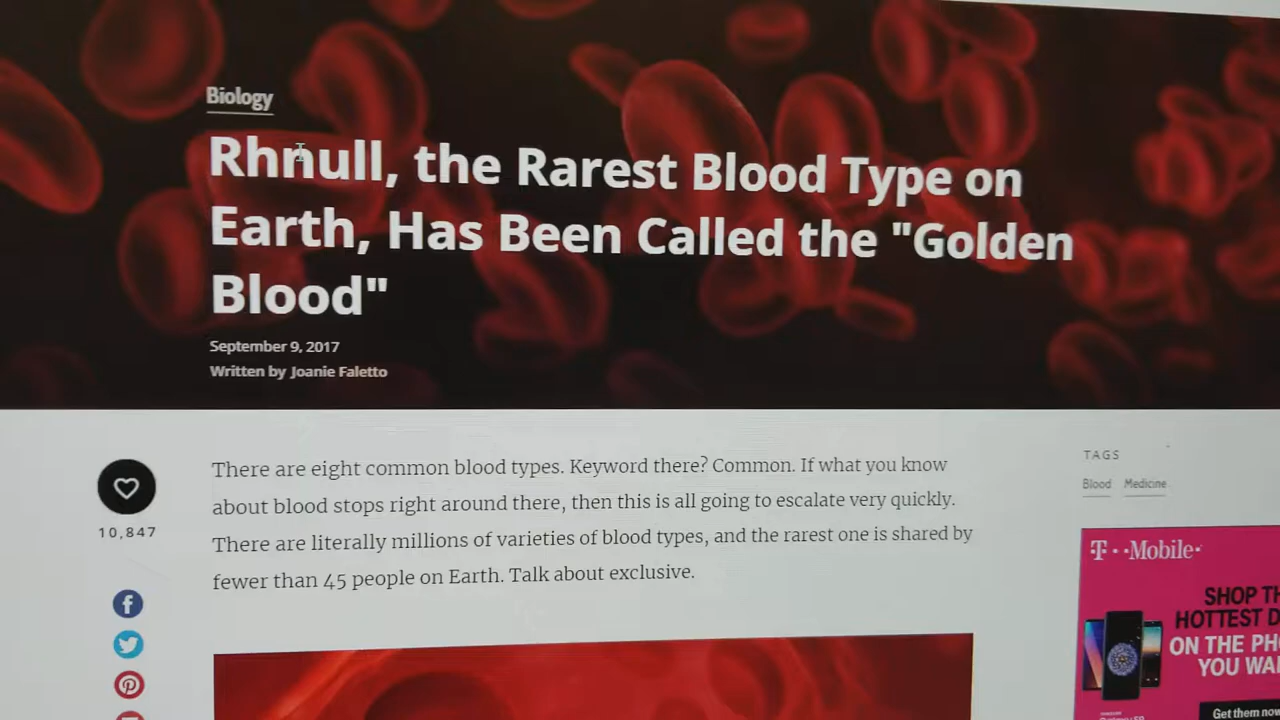 Biology
Rhnull, the Rarest Blood Type on
Earth, Has Been Called the "Golden
Blood"
September 9, 2017
Written by Joanie Faletto
There are eight common blood types. Keyword there? Common. If what you know
about blood stops right around there, then this is all going to escalate very quickly.
There are literally millions of varieties of blood types, and the rarest one is shared by
fewer than 45 people on Earth. Talk about exclusive.
10,847
TAGS
Blood Medicine
T-Mobile
SHOP TH
HOTTEST D
ON THE PH
YOU WA
Get them now